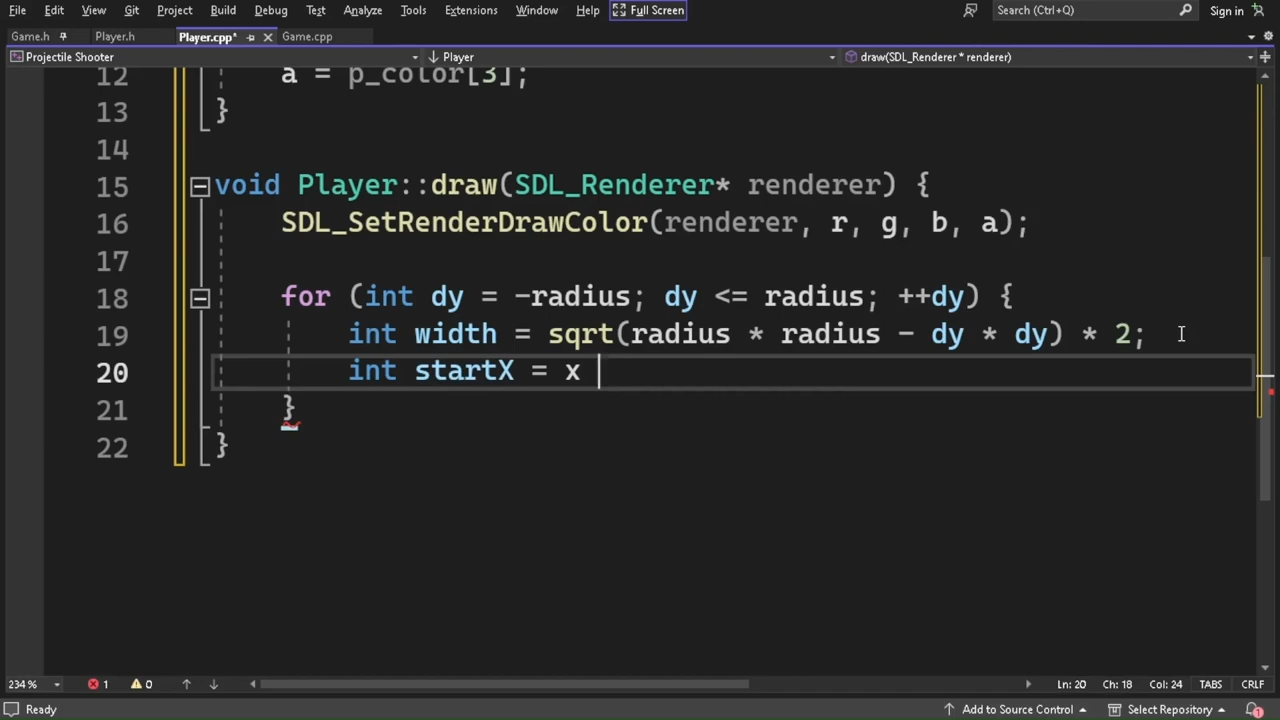 File Edit View Git Project Build Debug Test Analyze Tools Extensions Window Help Full Screen Search (Ctrl+Q) Sign in
Game.h Player.h Player.cpp* Game.cpp
Projectile Shooter Player draw(SDL_Renderer * renderer)
12 a = p_color[3];
13 }
14
15 void Player::draw(SDL_Renderer* renderer) {
16 SDL_SetRenderDrawColor(renderer, r, g, b, a);
17
18 for (int dy = -radius; dy <= radius; ++dy) {
19 int width = sqrt(radius * radius - dy * dy) * 2;
20 int startX = x
21 }
22 }
234 % 1 0 Ln: 20 Ch: 18 Col: 24 TABS CRLF
Ready Add to Source Control Select Repository 1